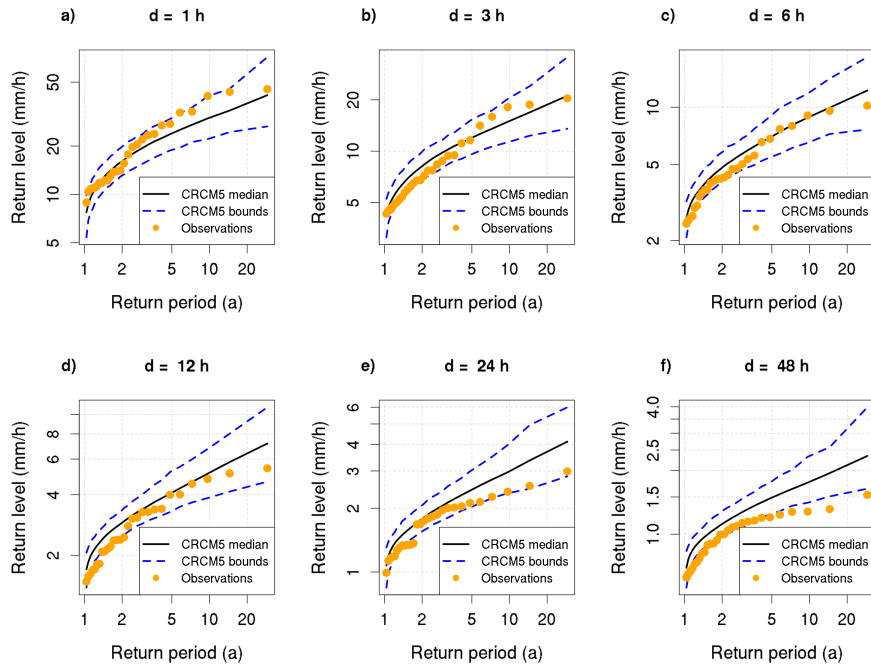 a) d = 1 h
Return level (mm/h)
50
20
10
5
CRCM5 median
CRCM5 bounds
Observations
1 2 5 10 20
Return period (a)
b) d = 3 h
Return level (mm/h)
20
10
5
CRCM5 median
CRCM5 bounds
Observations
1 2 5 10 20
Return period (a)
c) d = 6 h
Return level (mm/h)
10
5
2
CRCM5 median
CRCM5 bounds
Observations
1 2 5 10 20
Return period (a)
d) d = 12 h
Return level (mm/h)
8
6
4
2
CRCM5 median
CRCM5 bounds
Observations
1 2 5 10 20
Return period (a)
e) d = 24 h
Return level (mm/h)
6
4
3
2
1
CRCM5 median
CRCM5 bounds
Observations
1 2 5 10 20
Return period (a)
f) d = 48 h
Return level (mm/h)
4.0
2.5
1.5
1.0
CRCM5 median
CRCM5 bounds
Observations
1 2 5 10 20
Return period (a)